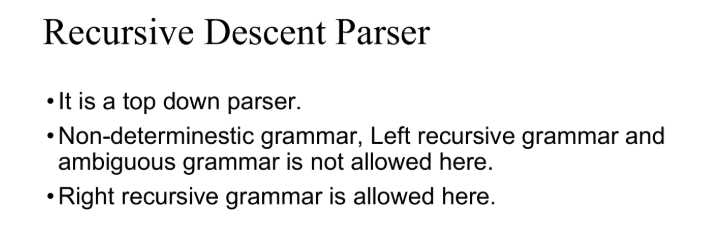 Recursive Descent Parser
•It is a top down parser.
•Non-determinestic grammar, Left recursive grammar and
ambiguous grammar is not allowed here.
•Right recursive grammar is allowed here.